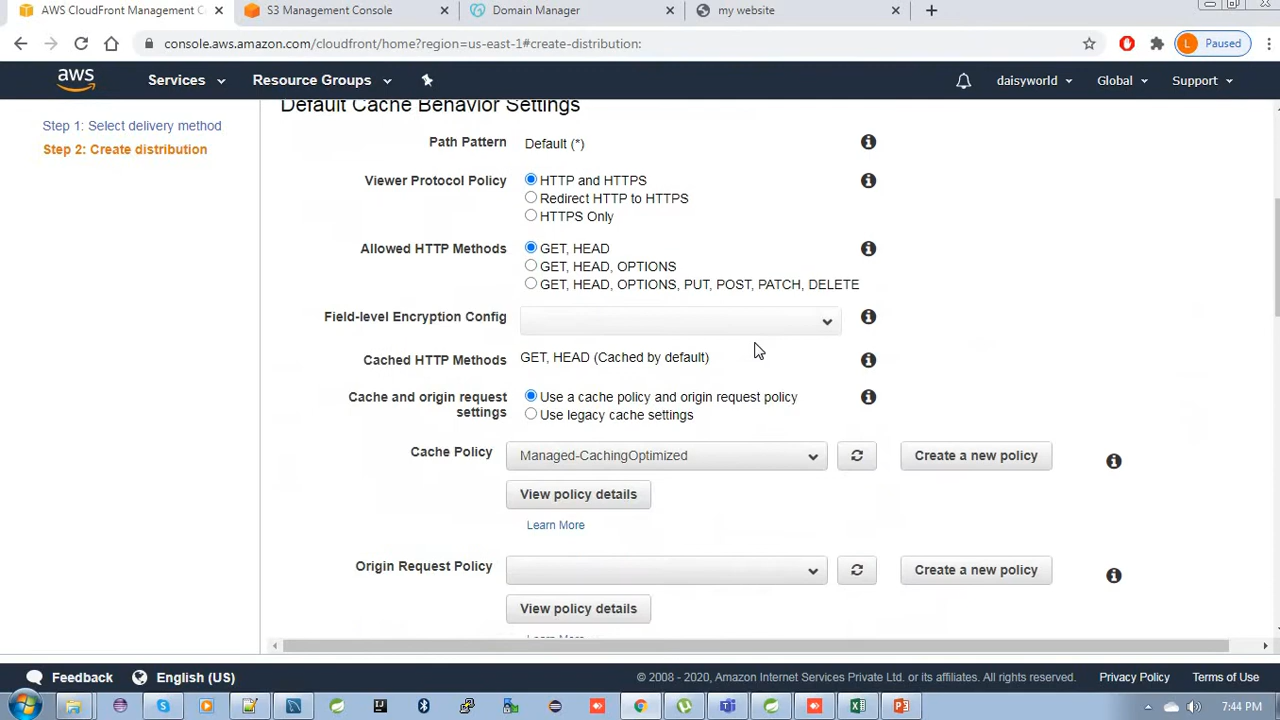 AWS CloudFront Management C
S3 Management Console
Domain Manager
my website
console.aws.amazon.com/cloudfront/home?region=us-east-1#create-distribution:
L Paused
aws Services Resource Groups daisyworld Global Support
Default Cache Behavior Settings
Step 1: Select delivery method
Step 2: Create distribution
Path Pattern Default (*)
Viewer Protocol Policy HTTP and HTTPS
Redirect HTTP to HTTPS
HTTPS Only
Allowed HTTP Methods GET, HEAD
GET, HEAD, OPTIONS
GET, HEAD, OPTIONS, PUT, POST, PATCH, DELETE
Field-level Encryption Config
Cached HTTP Methods GET, HEAD (Cached by default)
Cache and origin request settings Use a cache policy and origin request policy
Use legacy cache settings
Cache Policy Managed-CachingOptimized Create a new policy
View policy details
Learn More
Origin Request Policy Create a new policy
View policy details
Learn More
Feedback English (US) © 2008 - 2020, Amazon Internet Services Private Ltd. or its affiliates. All rights reserved. Privacy Policy Terms of Use
7:44 PM